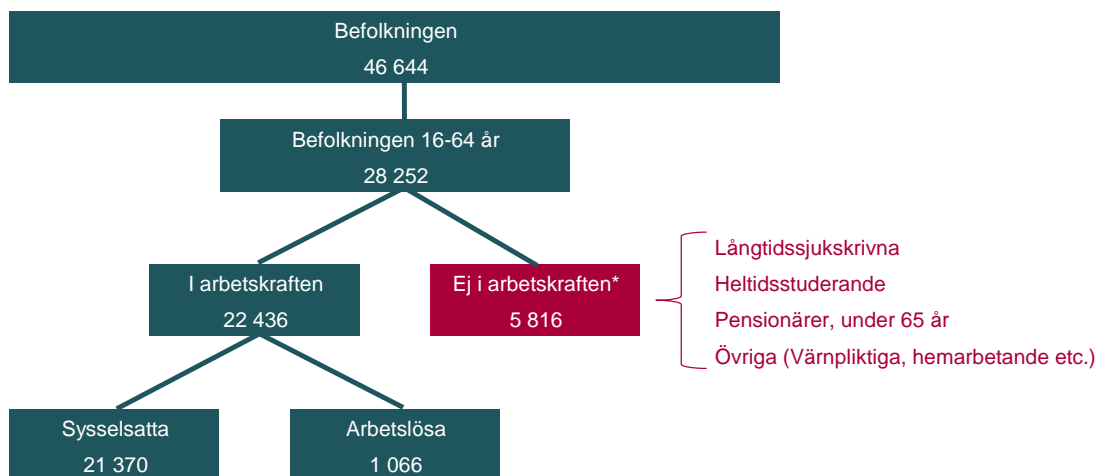 Befolkningen
46 644
Befolkningen 16-64 år
28 252
I arbetskraften
22 436
Ej i arbetskraften*
5 816
Långtidssjukskrivna
Heltidsstuderande
Pensionärer, under 65 år
Övriga (Värnpliktiga, hemarbetande etc.)
Sysselsatta
21 370
Arbetslösa
1 066